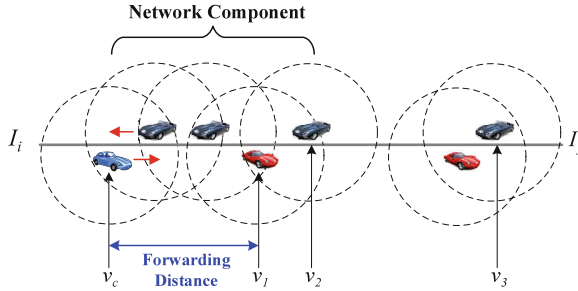 Network Component
I_i
I
Forwarding
Distance
v_c
v_1
v_2
v_3